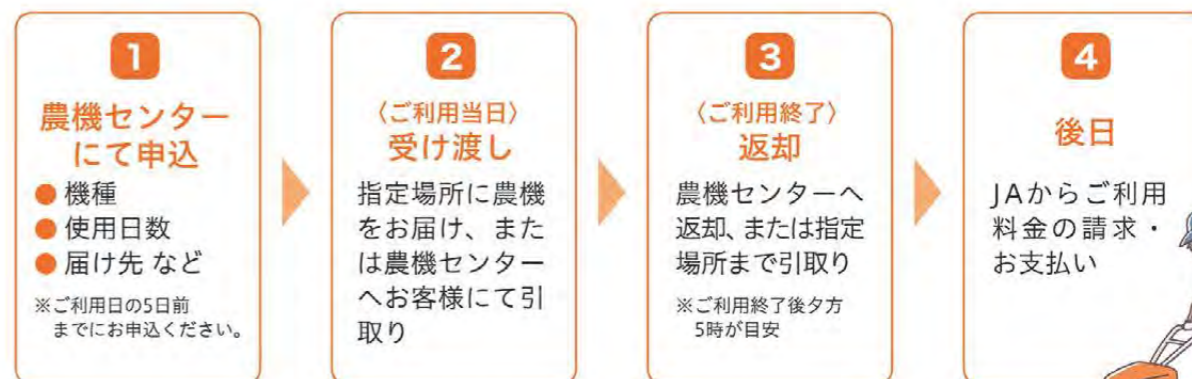 1
農機センター
にて申込
● 機種
● 使用日数
● 届け先 など
※ご利用日の5日前
までにお申込ください。
2
〈ご利用当日〉
受け渡し
指定場所に農機
をお届け、また
は農機センター
へお客様にて引
取り
3
〈ご利用終了〉
返却
農機センターへ
返却、または指定
場所まで引取り
※ご利用終了後夕方
5時が目安
4
後日
JAからご利用
料金の請求・
お支払い